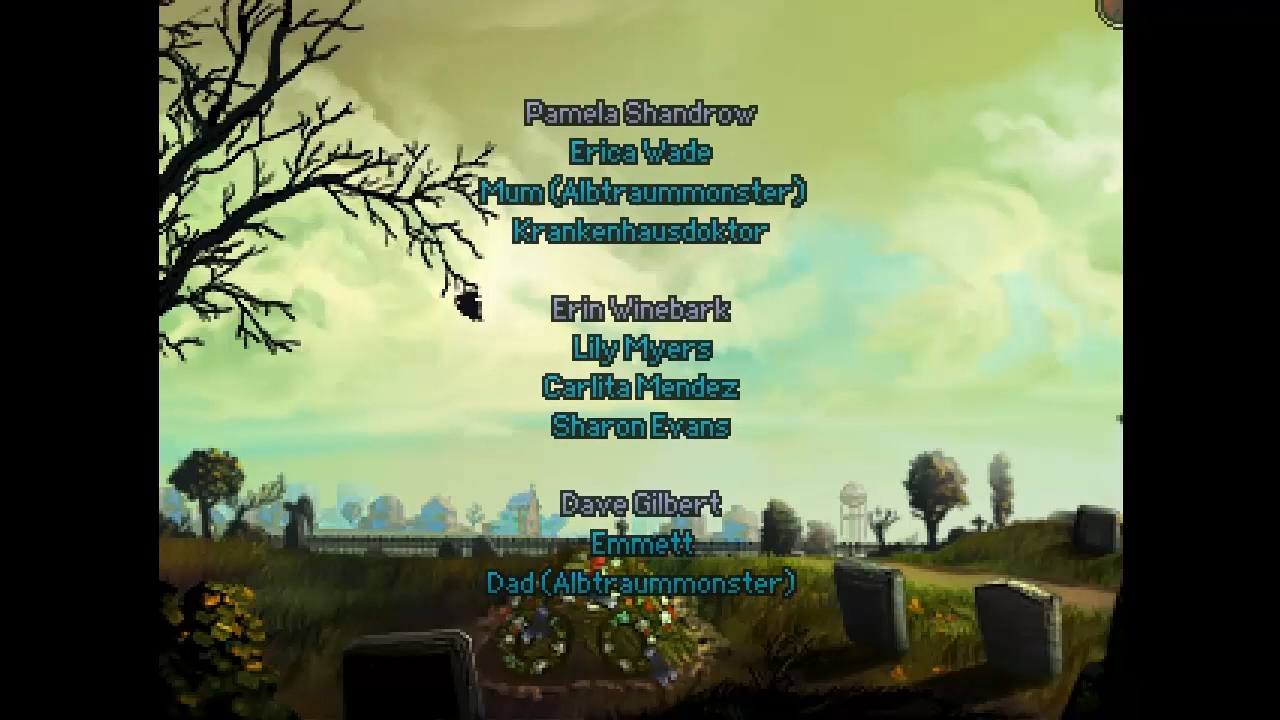 Pamela Shandrow
Erica Wade
Mum (Albtraummonster)
Krankenhausdoktor
Erin Winebark
Lily Myers
Carlita Mendez
Sharon Evans
Dave Gilbert
Emmett
Dad (Albtraummonster)